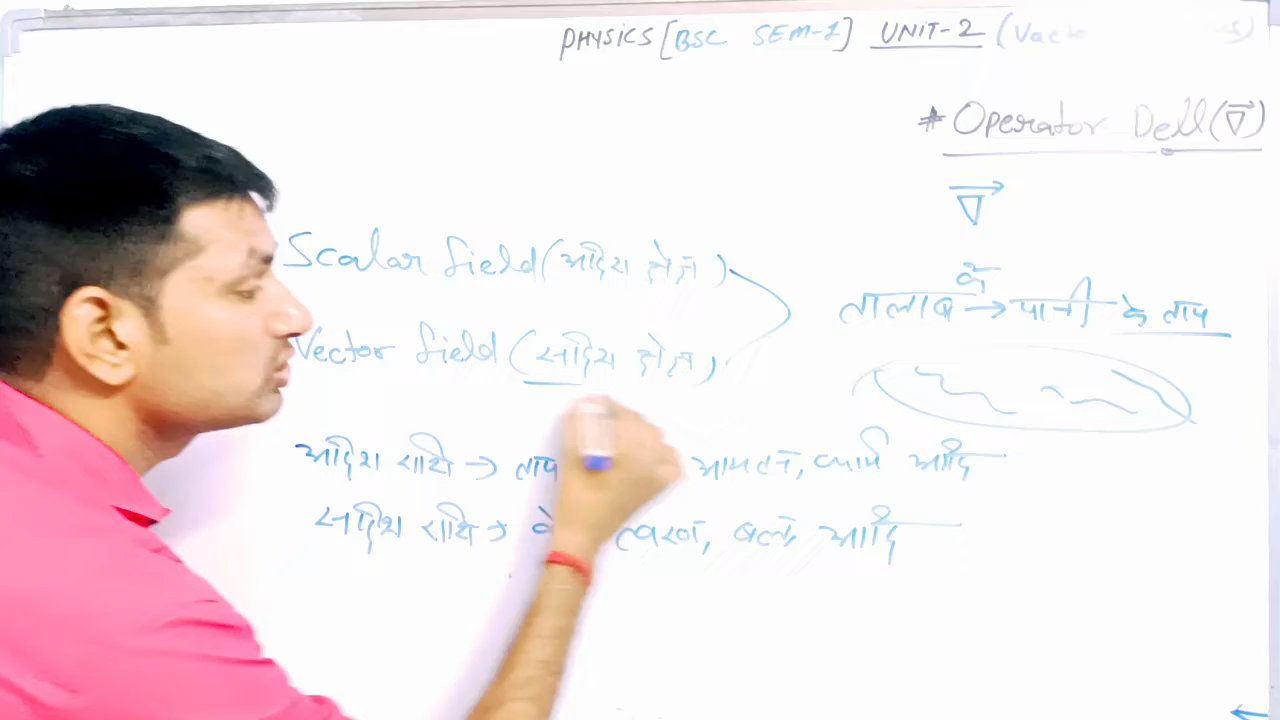 PHYSICS [BSC SEM-1] UNIT-2 (Vect
# Operator Dell (∇⃗)
∇⃗
Scalar field (अदिश क्षेत्र)
के
तालाब → पानी के ताप
Vector field (सदिश क्षेत्र)
अदिश राशि → ताप आयतन, कार्य आदि
सदिश राशि → वे त्वरण, बल, आदि